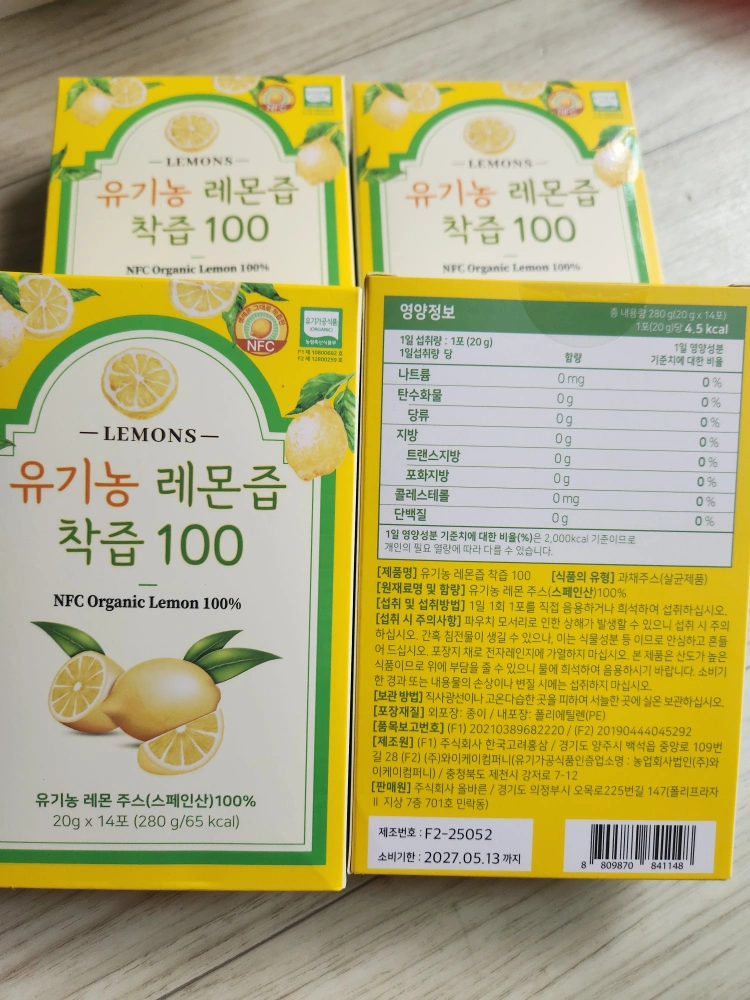 LEMONS
유기농 레몬즙
착즙 100
NFC Organic Lemon 100%
NFC
LEMONS
유기농 레몬즙
착즙 100
NFC Organic Lemon 100%
NFC
NFC
유기가공식품
(ORGANIC)
농림축산식품부
F1 제 10800692 호
F2 제 12800259 호
LEMONS
유기농 레몬즙
착즙 100
NFC Organic Lemon 100%
유기농 레몬 주스(스페인산)100%
20g x 14포 (280 g/65 kcal)
영양정보
총 내용량 280 g(20 g x 14포)
1포(20 g)당 4.5 kcal
1일 섭취량 : 1포 (20 g)
1일섭취량 당 함량 1일 영양성분
기준치에 대한 비율
나트륨 0 mg 0 %
탄수화물 0 g 0 %
당류 0 g 0 %
지방 0 g 0 %
트랜스지방 0 g 0 %
포화지방 0 g 0 %
콜레스테롤 0 mg 0 %
단백질 0 g 0 %
1일 영양성분 기준치에 대한 비율(%)은 2,000kcal 기준이므로
개인의 필요 열량에 따라 다를 수 있습니다.
[제품명] 유기농 레몬즙 착즙 100 [식품의 유형] 과채주스(살균제품)
[원재료명 및 함량] 유기농 레몬 주스(스페인산)100%
[섭취 및 섭취방법] 1일 1회 1포를 직접 음용하거나 희석하여 섭취하십시오.
[섭취 시 주의사항] 파우치 모서리로 인한 상해가 발생할 수 있으니 섭취 시 주의
하십시오. 간혹 침전물이 생길 수 있으나, 이는 식물성분 등 이므로 안심하고 흔들
어 드십시오. 포장지 채로 전자레인지에 가열하지 마십시오. 본 제품은 산도가 높은
식품이므로 위에 부담을 줄 수 있으니 물에 희석하여 음용하시기 바랍니다. 소비기
한 경과 또는 내용물의 손상이나 변질 시에는 섭취하지 마십시오.
[보관 방법] 직사광선이나 고온다습한 곳을 피하여 서늘한 곳에 실온 보관하십시오.
[포장재질] 외포장: 종이 / 내포장: 폴리에틸렌(PE)
[품목보고번호] (F1) 20210389682220 / (F2) 20190444045292
[제조원] (F1) 주식회사 한국고려홍삼 / 경기도 양주시 백석읍 중앙로 109번
길 28 (F2) (주)와이케이컴퍼니(유기가공식품인증업소명 : 농업회사법인(주)와
이케이컴퍼니) / 충청북도 제천시 강저로 7-12
[판매원] 주식회사 올바른 / 경기도 의정부시 오목로225번길 147(폴리프라자
Ⅱ 지상 7층 701호 민락동)
제조번호 : F2-25052
소비기한 : 2027.05.13 까지
8 809870 841148